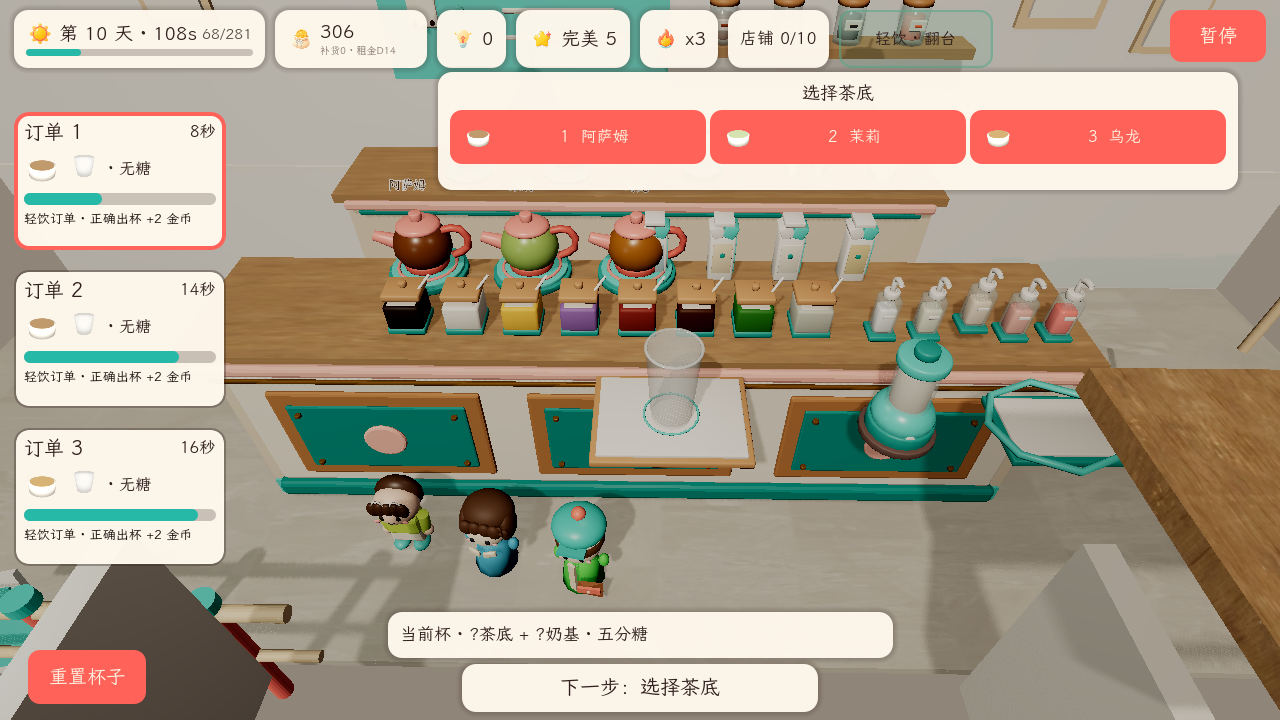 第 10 天・108s 62/281
306
补货0・租金D14
0
完美 5
x3
店铺 0/10
轻饮・翻台
暂停
选择茶底
1 阿萨姆
2 茉莉
3 乌龙
阿萨姆
订单 1 8秒
・无糖
轻饮订单・正确出杯 +2 金币
订单 2 14秒
・无糖
轻饮订单・正确出杯 +2 金币
订单 3 16秒
・无糖
轻饮订单・正确出杯 +2 金币
当前杯・?茶底 + ?奶基・五分糖
下一步: 选择茶底
重置杯子